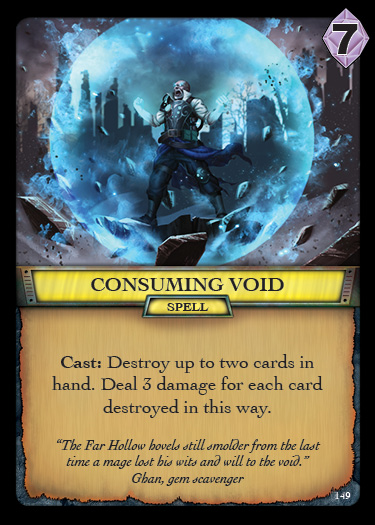 7
CONSUMING VOID
SPELL
Cast: Destroy up to two cards in
hand. Deal 3 damage for each card
destroyed in this way.
“The Far Hollow hovels still smolder from the last
time a mage lost his wits and will to the void.”
Ghan, gem scavenger
149